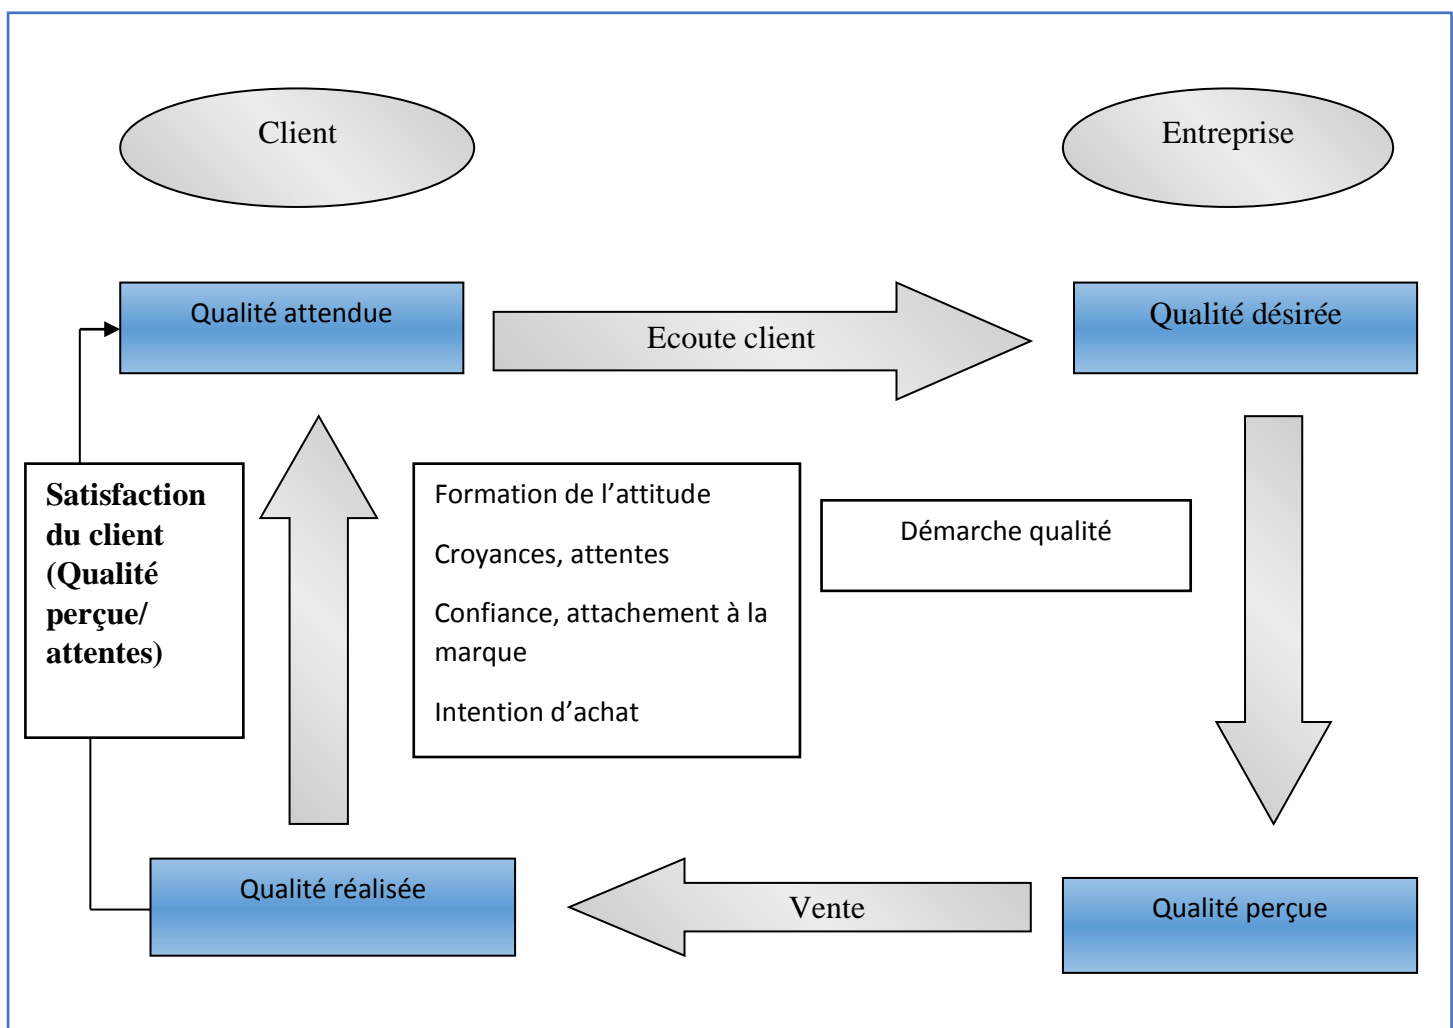 Client
Entreprise
Qualité attendue
Ecoute client
Qualité désirée
Satisfaction
du client
(Qualité
perçue/
attentes)
Formation de l’attitude
Croyances, attentes
Confiance, attachement à la
marque
Intention d’achat
Démarche qualité
Qualité réalisée
Vente
Qualité perçue